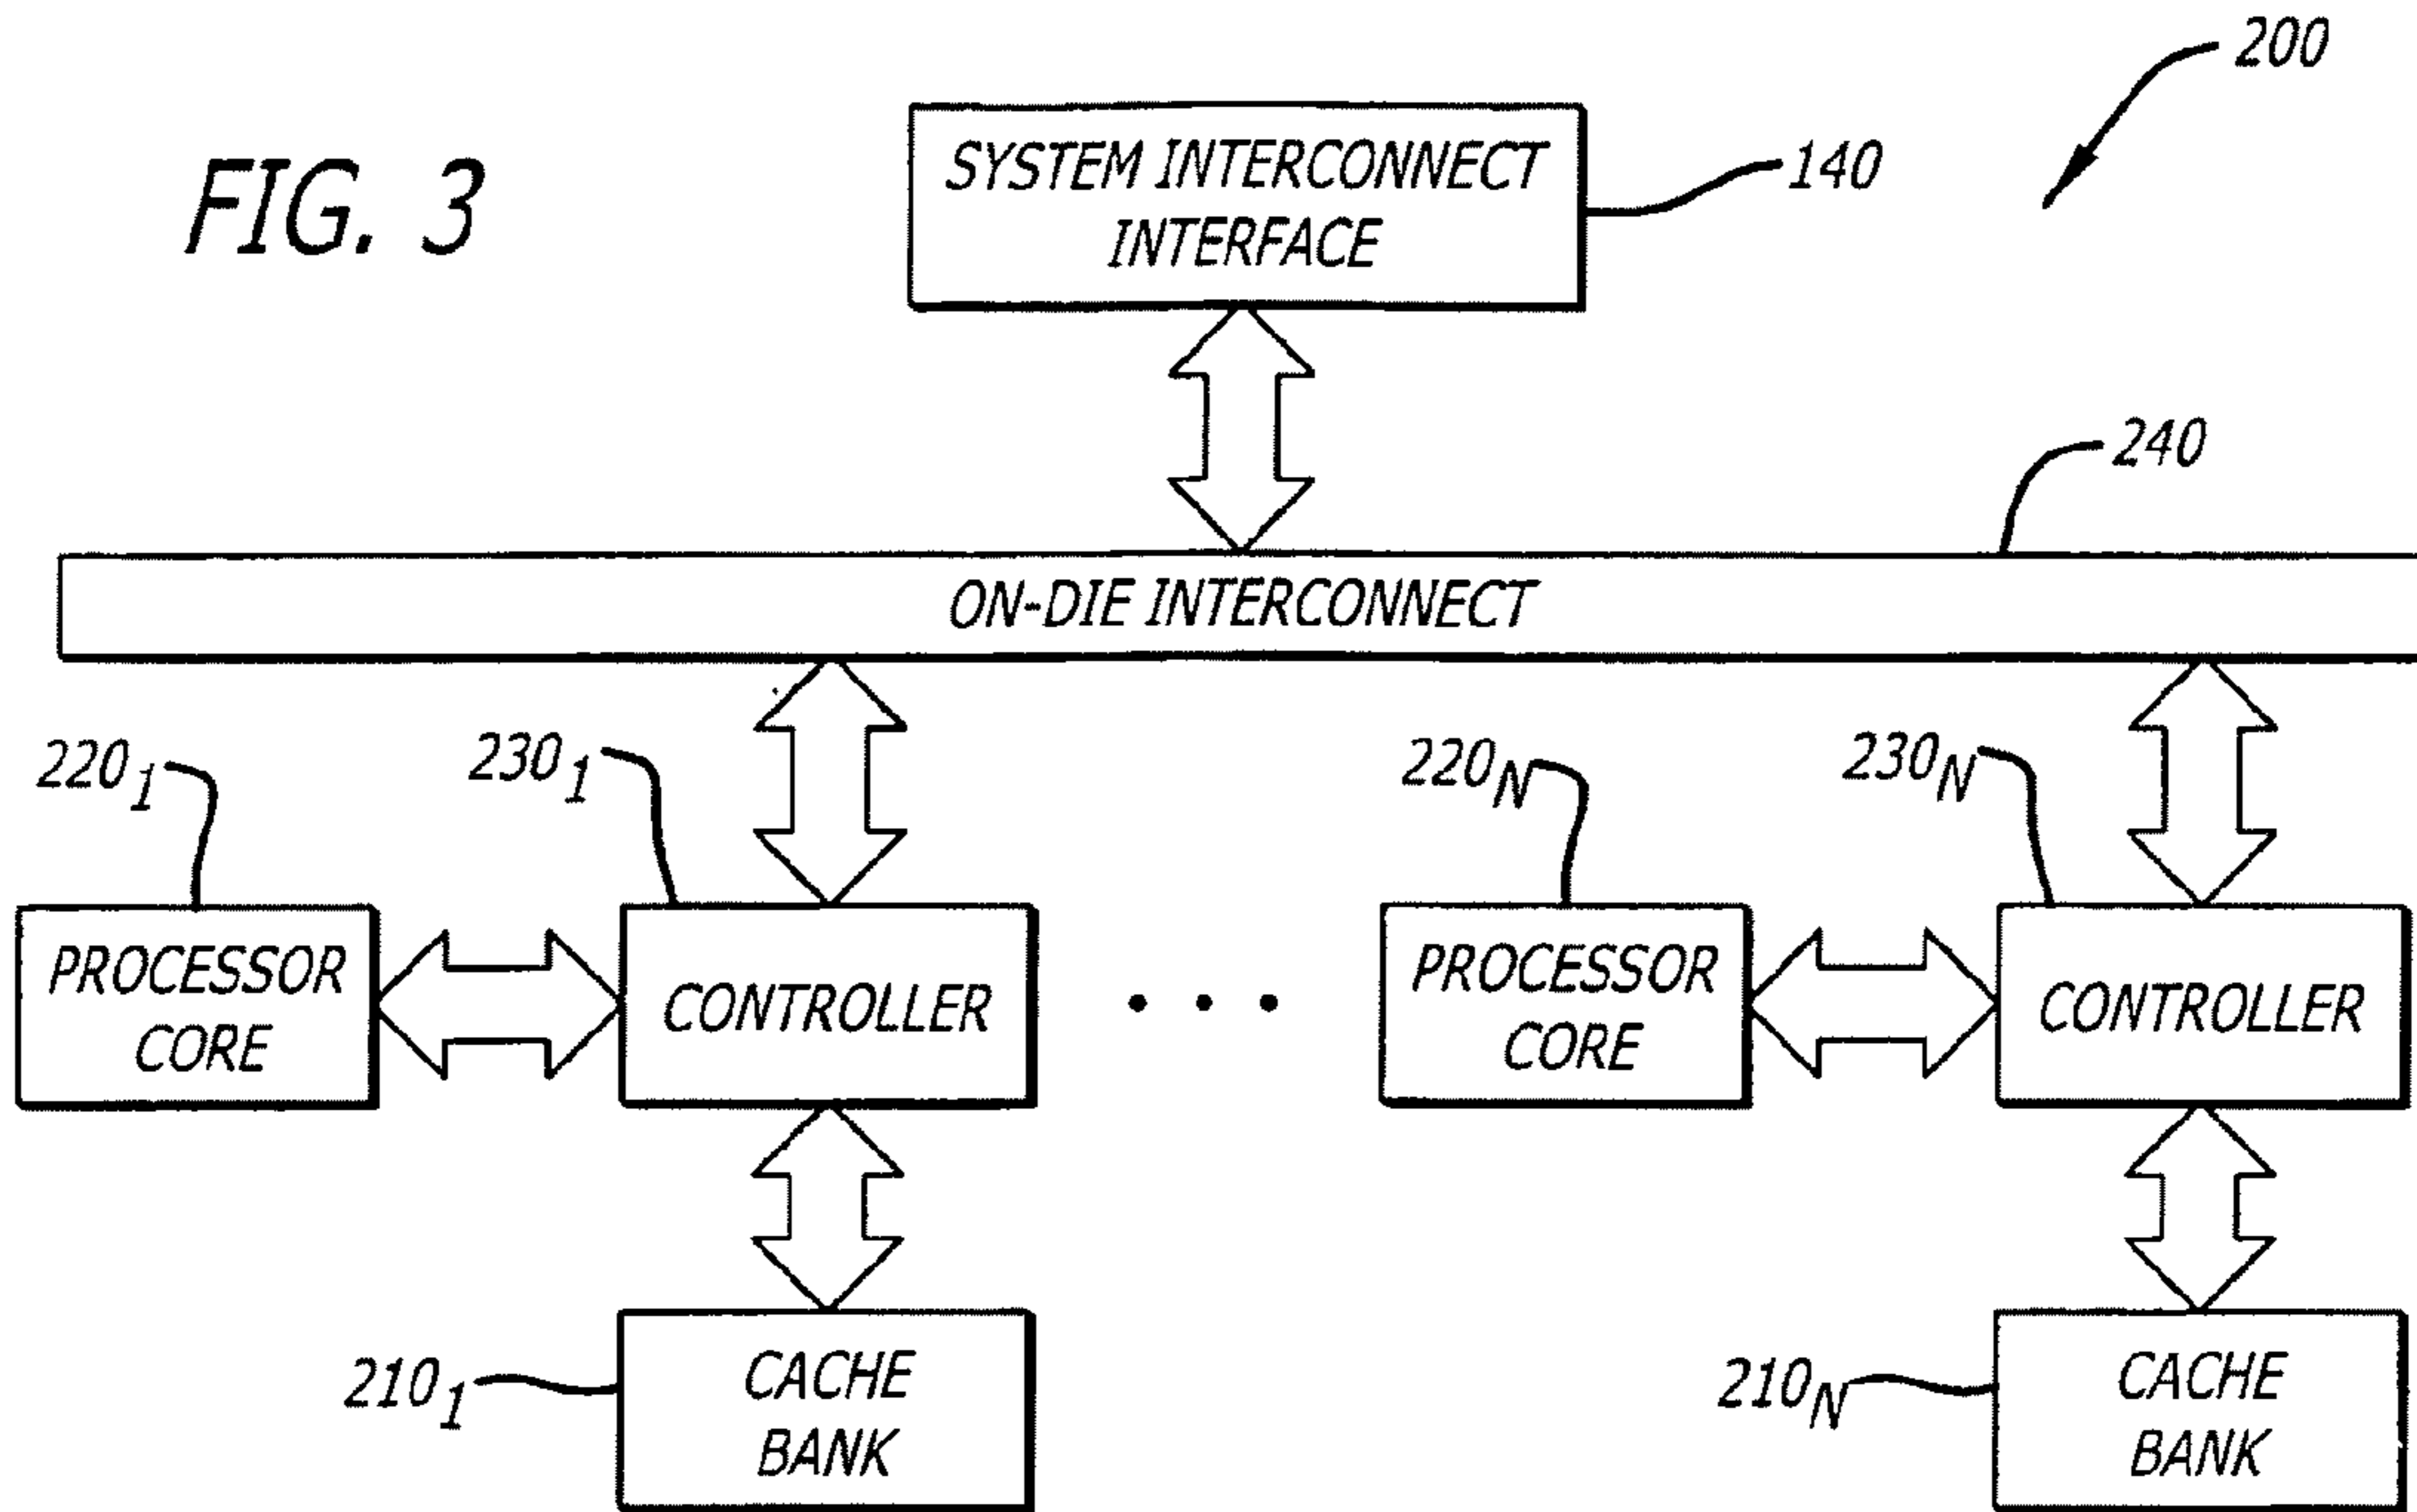 FIG. 3
200
SYSTEM INTERCONNECT
INTERFACE
140
240
ON-DIE INTERCONNECT
220₁
230₁
220N
230N
PROCESSOR
CORE
CONTROLLER
• • •
PROCESSOR
CORE
CONTROLLER
210₁
CACHE
BANK
210N
CACHE
BANK